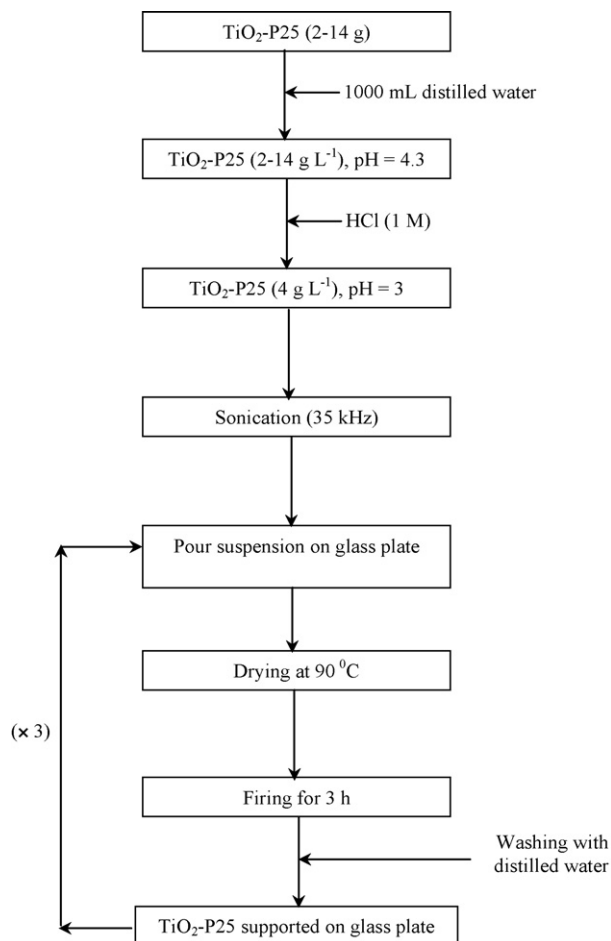 TiO₂-P25 (2-14 g)
1000 mL distilled water
TiO₂-P25 (2-14 g L⁻¹), pH = 4.3
HCl (1 M)
TiO₂-P25 (4 g L⁻¹), pH = 3
Sonication (35 kHz)
Pour suspension on glass plate
Drying at 90 ⁰C
(× 3)
Firing for 3 h
Washing with
distilled water
TiO₂-P25 supported on glass plate